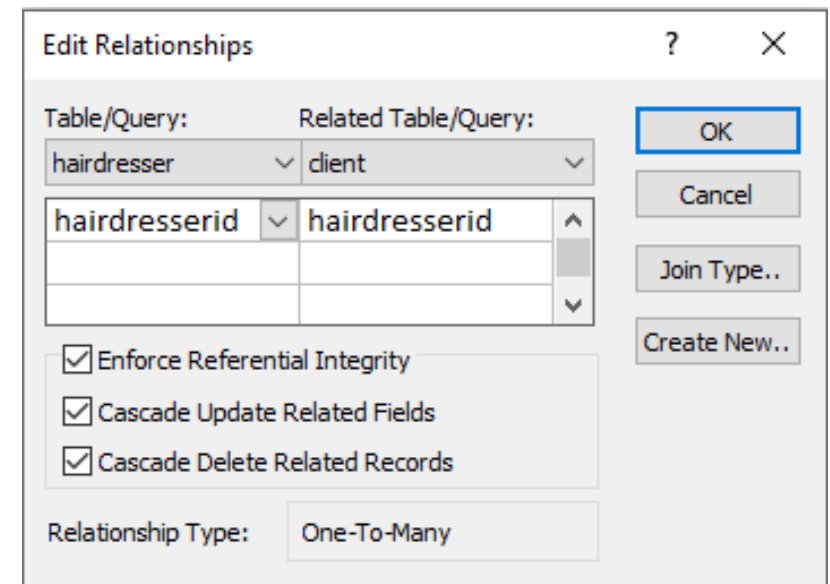 Edit Relationships ?
Table/Query: Related Table/Query:
hairdresser client
hairdresserid hairdresserid
OK
Cancel
Join Type..
Create New..
Enforce Referential Integrity
Cascade Update Related Fields
Cascade Delete Related Records
Relationship Type: One-To-Many